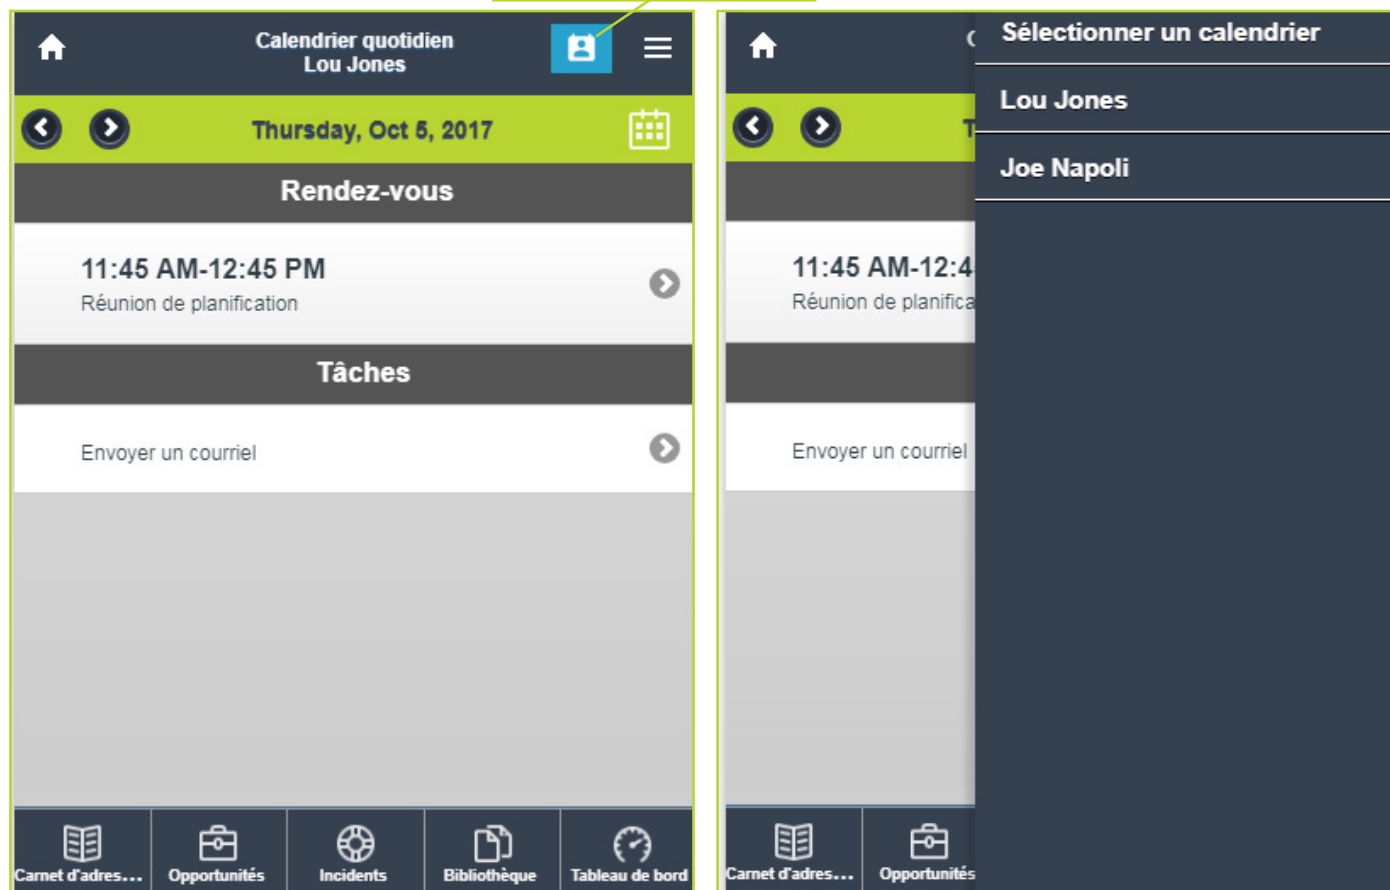 Calendrier quotidien
Lou Jones
Thursday, Oct 5, 2017
Rendez-vous
11:45 AM-12:45 PM
Réunion de planification
Tâches
Envoyer un courriel
Carnet d'adres...
Opportunités
Incidents
Bibliothèque
Tableau de bord
C
Sélectionner un calendrier
Lou Jones
Joe Napoli
T
11:45 AM-12:4
Réunion de planifica
Envoyer un courriel
Carnet d'adres...
Opportunités